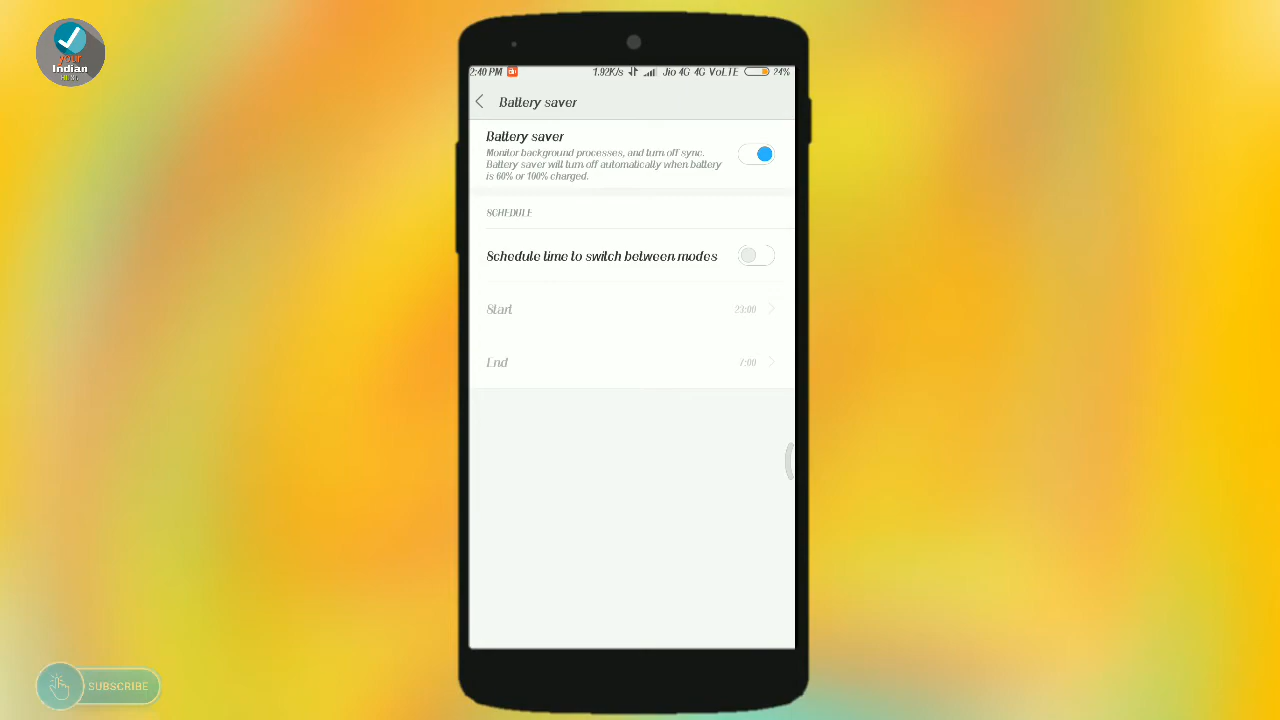 your
Indian
2:40 PM 1.92K/s Jio 4G 4G VoLTE 24%
Battery saver
Battery saver
Monitor background processes, and turn off sync.
Battery saver will turn off automatically when battery
is 60% or 100% charged.
SCHEDULE
Schedule time to switch between modes
Start 23:00
End 7:00
SUBSCRIBE